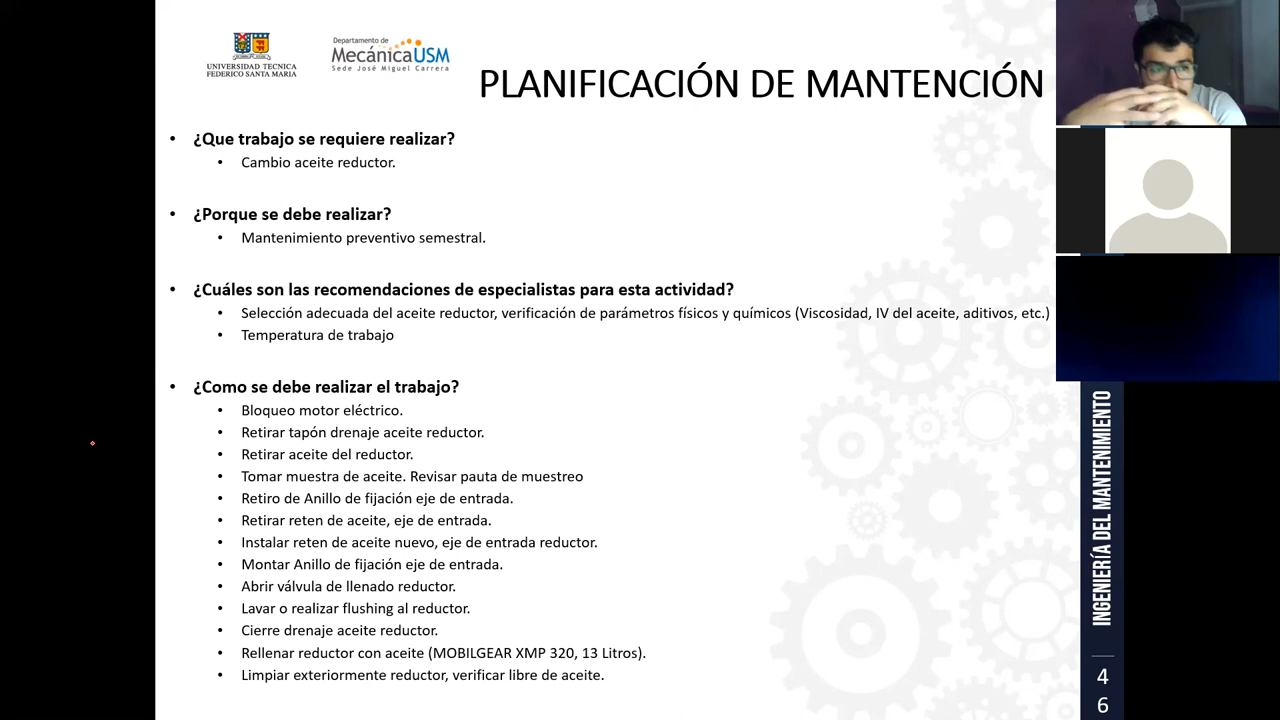 UNIVERSIDAD TECNICA
FEDERICO SANTA MARIA
Departamento de
MecánicaUSM
Sede José Miguel Carrera
PLANIFICACIÓN DE MANTENCIÓN
• ¿Que trabajo se requiere realizar?
• Cambio aceite reductor.
• ¿Porque se debe realizar?
• Mantenimiento preventivo semestral.
• ¿Cuáles son las recomendaciones de especialistas para esta actividad?
• Selección adecuada del aceite reductor, verificación de parámetros físicos y químicos (Viscosidad, IV del aceite, aditivos, etc.)
• Temperatura de trabajo
• ¿Como se debe realizar el trabajo?
• Bloqueo motor eléctrico.
• Retirar tapón drenaje aceite reductor.
• Retirar aceite del reductor.
• Tomar muestra de aceite. Revisar pauta de muestreo
• Retiro de Anillo de fijación eje de entrada.
• Retirar reten de aceite, eje de entrada.
• Instalar reten de aceite nuevo, eje de entrada reductor.
• Montar Anillo de fijación eje de entrada.
• Abrir válvula de llenado reductor.
• Lavar o realizar flushing al reductor.
• Cierre drenaje aceite reductor.
• Rellenar reductor con aceite (MOBILGEAR XMP 320, 13 Litros).
• Limpiar exteriormente reductor, verificar libre de aceite.
INGENIERÍA DEL MANTENIMIENTO
4
6